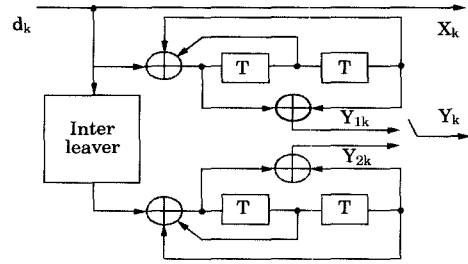 d_k
X_k
T
T
Inter
leaver
Y_1k
Y_k
Y_2k
T
T